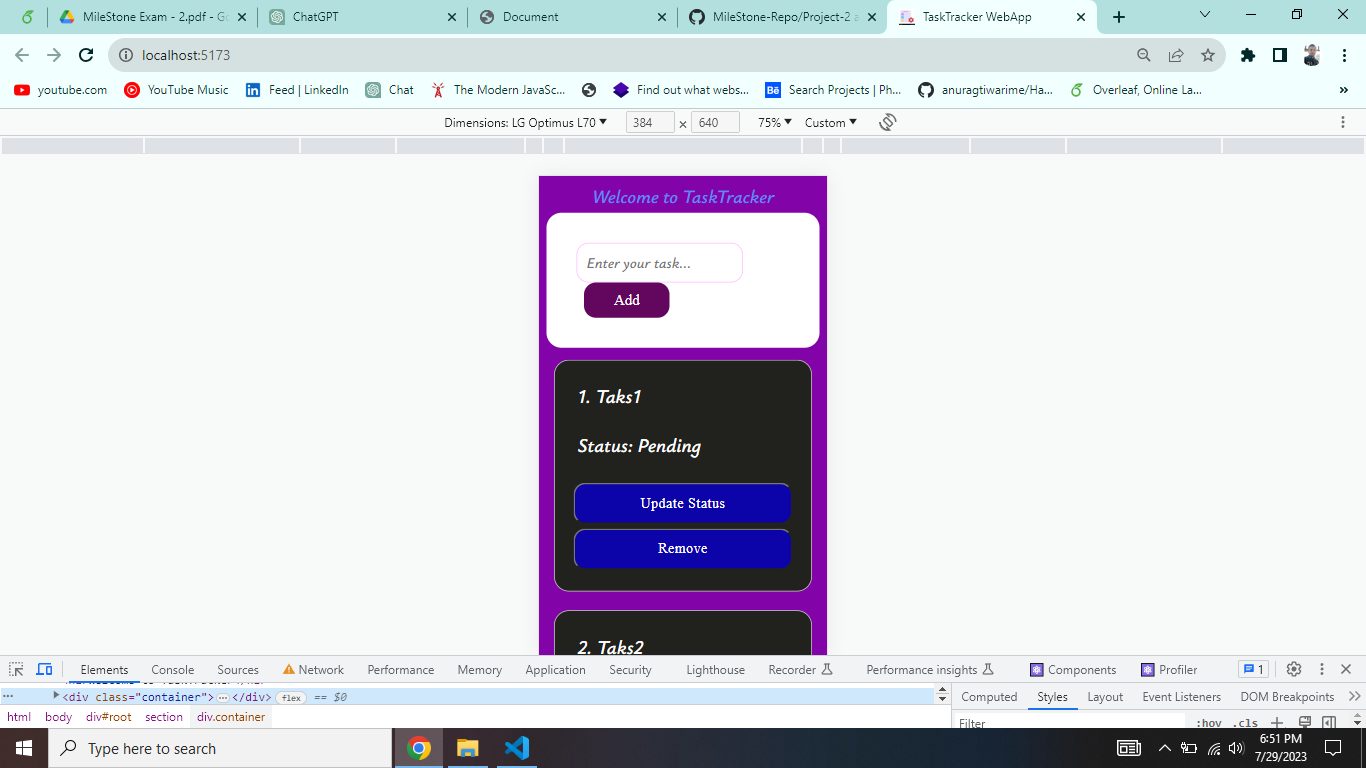 MileStone Exam - 2.pdf - Go
ChatGPT
Document
MileStone-Repo/Project-2 a
TaskTracker WebApp
localhost:5173
youtube.com
YouTube Music
Feed | LinkedIn
Chat
The Modern JavaSc...
Find out what webs...
Search Projects | Ph...
anuragtiwarime/Ha...
Overleaf, Online La...
»
Dimensions: LG Optimus L70
384 × 640
75%
Custom
Welcome to TaskTracker
Enter your task...
Add
1. Taks1
Status: Pending
Update Status
Remove
2. Taks2
Elements Console Sources Network Performance Memory Application Security Lighthouse Recorder Performance insights Components Profiler 1
<div class="container">...</div> flex == $0
html body div#root section div.container
Computed Styles Layout Event Listeners DOM Breakpoints »
Filter :hov .cls
Type here to search
6:51 PM
7/29/2023